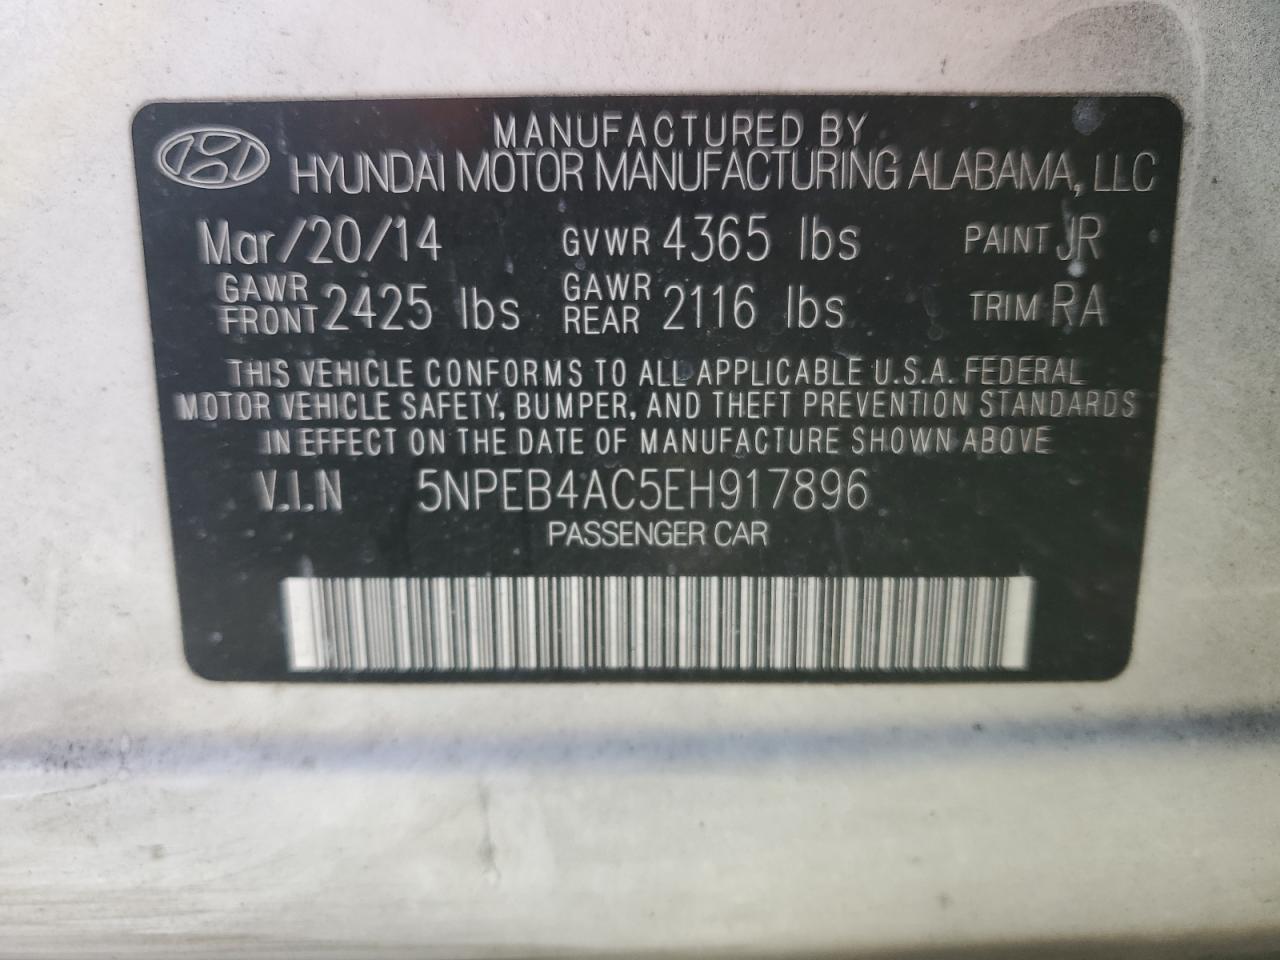 MANUFACTURED BY
HYUNDAI MOTOR MANUFACTURING ALABAMA, LLC
Mar/20/14 GVWR 4365 lbs PAINT JR
GAWR FRONT 2425 lbs GAWR REAR 2116 lbs TRIM RA
THIS VEHICLE CONFORMS TO ALL APPLICABLE U.S.A. FEDERAL
MOTOR VEHICLE SAFETY, BUMPER, AND THEFT PREVENTION STANDARDS
IN EFFECT ON THE DATE OF MANUFACTURE SHOWN ABOVE
V.I.N 5NPEB4AC5EH917896
PASSENGER CAR